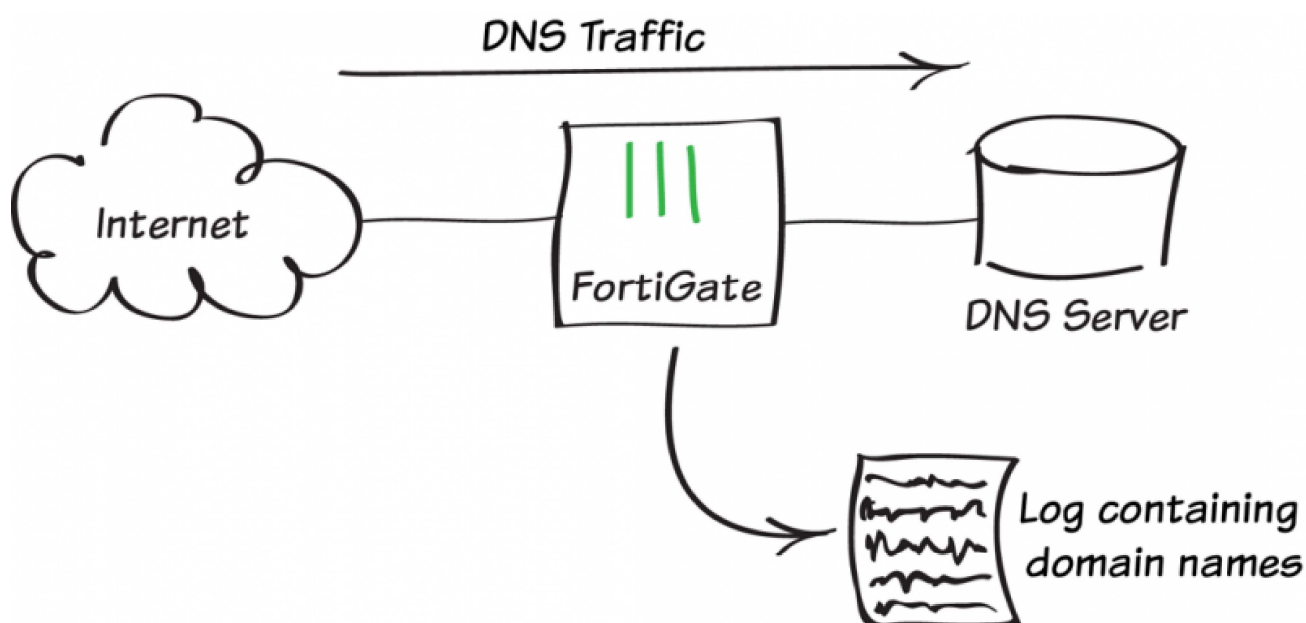 DNS Traffic
Internet
FortiGate
DNS Server
Log containing
domain names